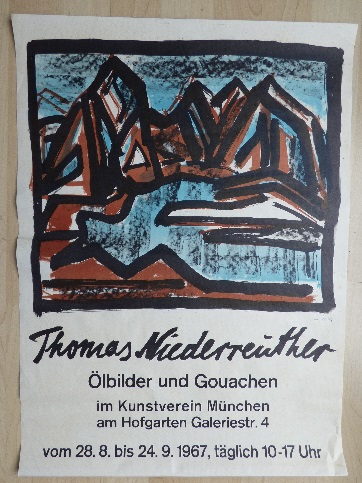 Thomas Niederreuther
Ölbilder und Gouachen
im Kunstverein München
am Hofgarten Galeriestr. 4
vom 28. 8. bis 24. 9. 1967, täglich 10-17 Uhr